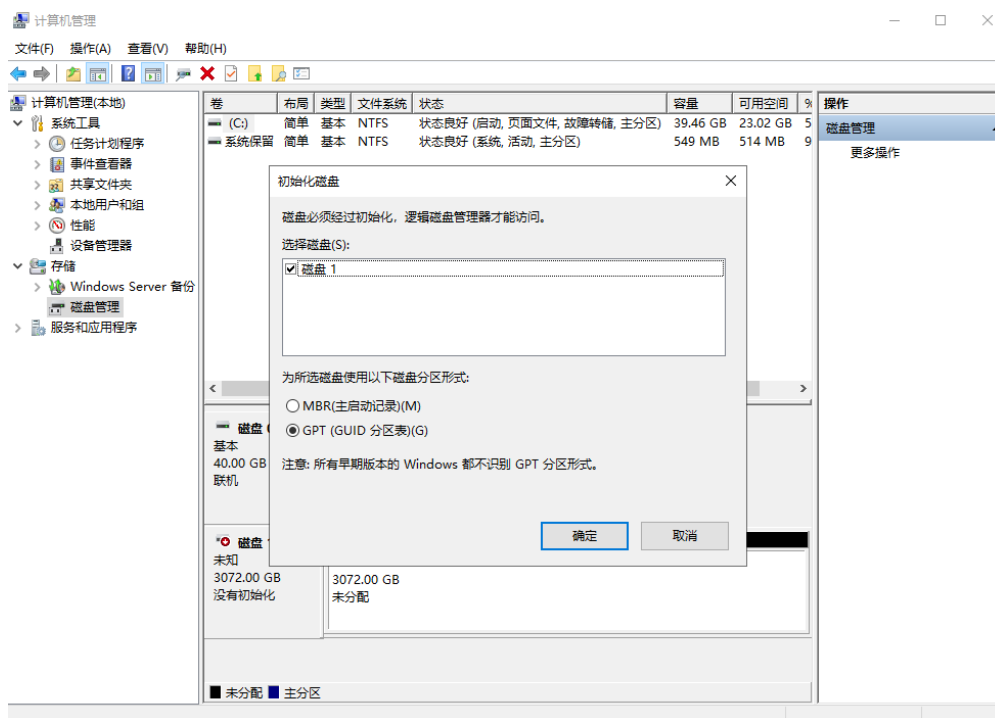 计算机管理
文件(F) 操作(A) 查看(V) 帮助(H)
计算机管理(本地)
系统工具
任务计划程序
事件查看器
共享文件夹
本地用户和组
性能
设备管理器
存储
Windows Server 备份
磁盘管理
服务和应用程序
卷 布局 类型 文件系统 状态 容量 可用空间 %
(C:) 简单 基本 NTFS 状态良好 (启动, 页面文件, 故障转储, 主分区) 39.46 GB 23.02 GB 5
系统保留 简单 基本 NTFS 状态良好 (系统, 活动, 主分区) 549 MB 514 MB 9
初始化磁盘
磁盘必须经过初始化，逻辑磁盘管理器才能访问。
选择磁盘(S):
磁盘 1
为所选磁盘使用以下磁盘分区形式:
MBR(主启动记录)(M)
GPT (GUID 分区表)(G)
注意: 所有早期版本的 Windows 都不识别 GPT 分区形式。
确定 取消
磁盘
基本
40.00 GB
联机
磁盘
未知
3072.00 GB
没有初始化
3072.00 GB
未分配
未分配 主分区
操作
磁盘管理
更多操作